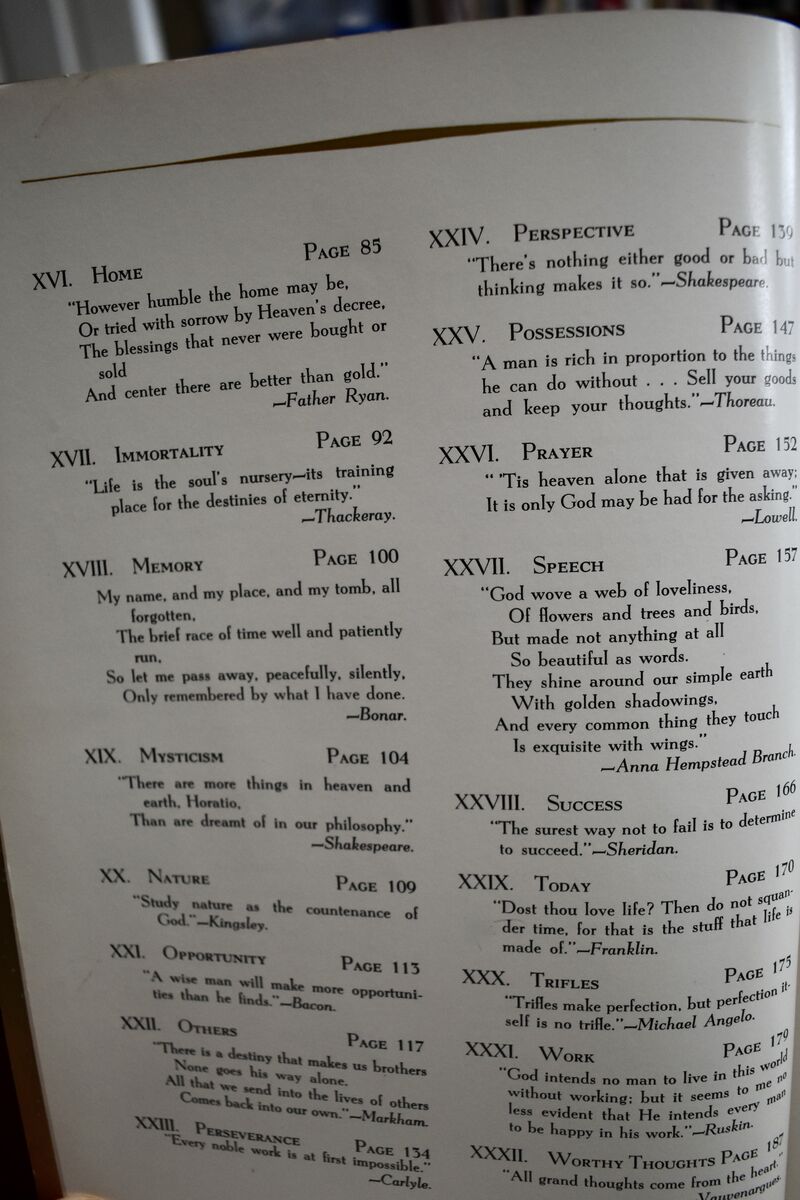 XVI. HOME PAGE 85
"However humble the home may be,
Or tried with sorrow by Heaven's decree,
The blessings that never were bought or
sold
And center there are better than gold."
—Father Ryan.
XVII. IMMORTALITY PAGE 92
"Life is the soul's nursery—its training
place for the destinies of eternity."
—Thackeray.
XVIII. MEMORY PAGE 100
My name, and my place, and my tomb, all
forgotten,
The brief race of time well and patiently
run,
So let me pass away, peacefully, silently,
Only remembered by what I have done.
—Bonar.
XIX. MYSTICISM PAGE 104
"There are more things in heaven and
earth, Horatio,
Than are dreamt of in our philosophy."
—Shakespeare.
XX. NATURE PAGE 109
"Study nature as the countenance of
God."—Kingsley.
XXI. OPPORTUNITY PAGE 113
"A wise man will make more opportuni-
ties than he finds."—Bacon.
XXII. OTHERS PAGE 117
"There is a destiny that makes us brothers
None goes his way alone.
All that we send into the lives of others
Comes back into our own."—Markham.
XXIII. PERSEVERANCE PAGE 134
"Every noble work is at first impossible."
—Carlyle.
XXIV. PERSPECTIVE PAGE 139
"There's nothing either good or bad but
thinking makes it so."—Shakespeare.
XXV. POSSESSIONS PAGE 147
"A man is rich in proportion to the things
he can do without . . . Sell your goods
and keep your thoughts."—Thoreau.
XXVI. PRAYER PAGE 152
" 'Tis heaven alone that is given away;
It is only God may be had for the asking."
—Lowell.
XXVII. SPEECH PAGE 157
"God wove a web of loveliness,
Of flowers and trees and birds,
But made not anything at all
So beautiful as words.
They shine around our simple earth
With golden shadowings,
And every common thing they touch
Is exquisite with wings."
—Anna Hempstead Branch.
XXVIII. SUCCESS PAGE 166
"The surest way not to fail is to determine
to succeed."—Sheridan.
XXIX. TODAY PAGE 170
"Dost thou love life? Then do not squan-
der time, for that is the stuff that life is
made of."—Franklin.
XXX. TRIFLES PAGE 175
"Trifles make perfection, but perfection it-
self is no trifle."—Michael Angelo.
XXXI. WORK PAGE 179
"God intends no man to live in this world
without working; but it seems to me no
less evident that He intends every man
to be happy in his work."—Ruskin.
XXXII. WORTHY THOUGHTS PAGE 187
"All grand thoughts come from the heart."
Vauvenargues.